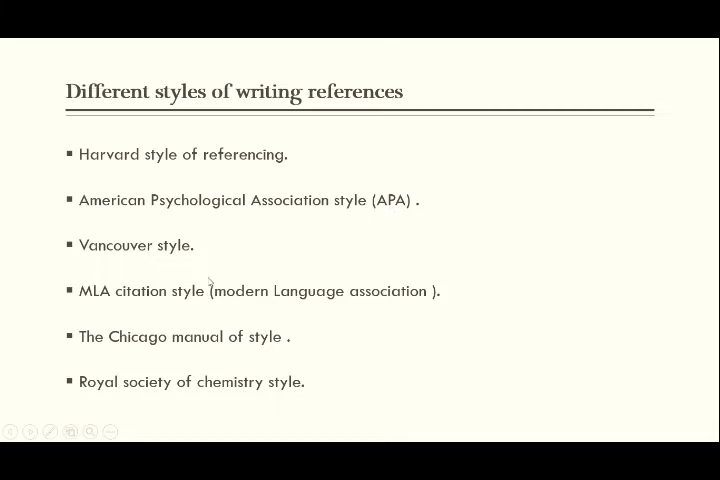 Different styles of writing references
▪ Harvard style of referencing.
▪ American Psychological Association style (APA) .
▪ Vancouver style.
▪ MLA citation style (modern Language association ).
▪ The Chicago manual of style .
▪ Royal society of chemistry style.